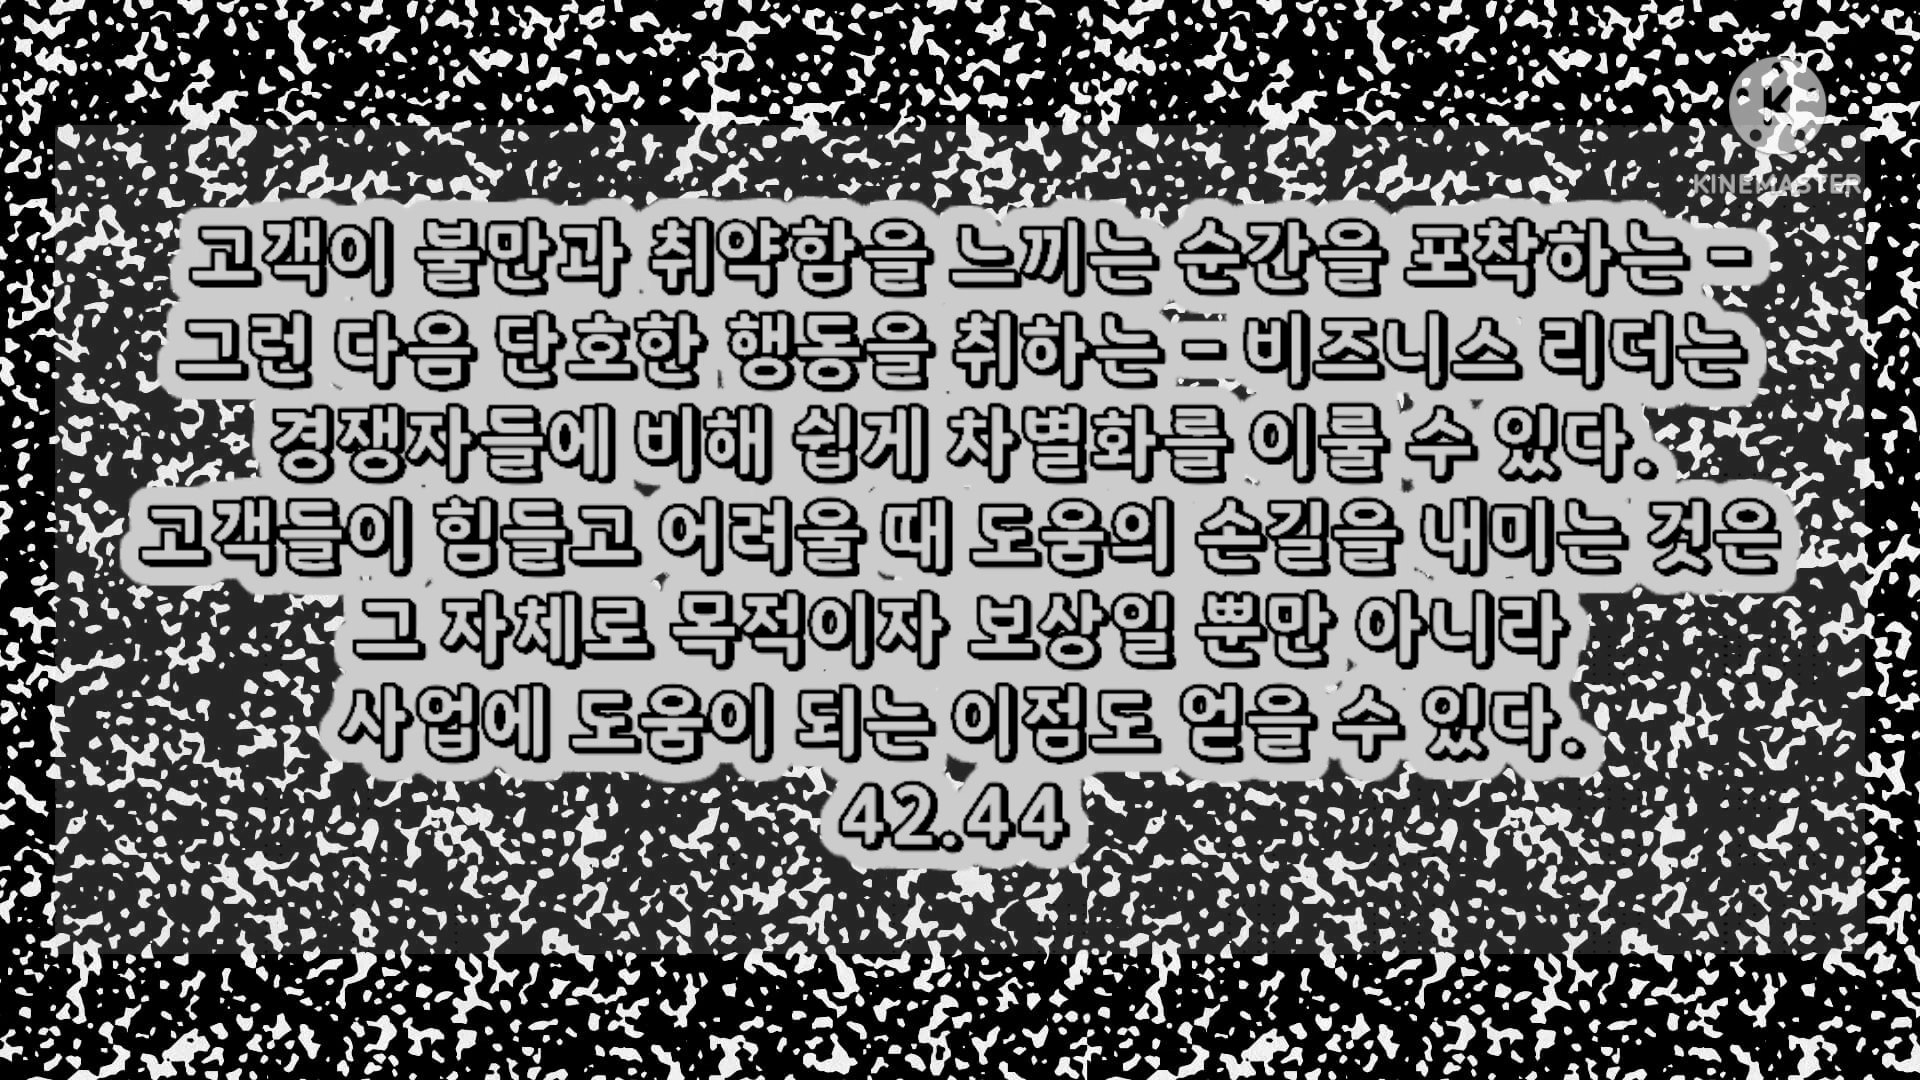 KINEMASTER
고객이 불만과 취약함을 느끼는 순간을 포착하는 -
그런 다음 단호한 행동을 취하는 - 비즈니스 리더는
경쟁자들에 비해 쉽게 차별화를 이룰 수 있다.
고객들이 힘들고 어려울 때 도움의 손길을 내미는 것은
그 자체로 목적이자 보상일 뿐만 아니라
사업에 도움이 되는 이점도 얻을 수 있다.
42.44